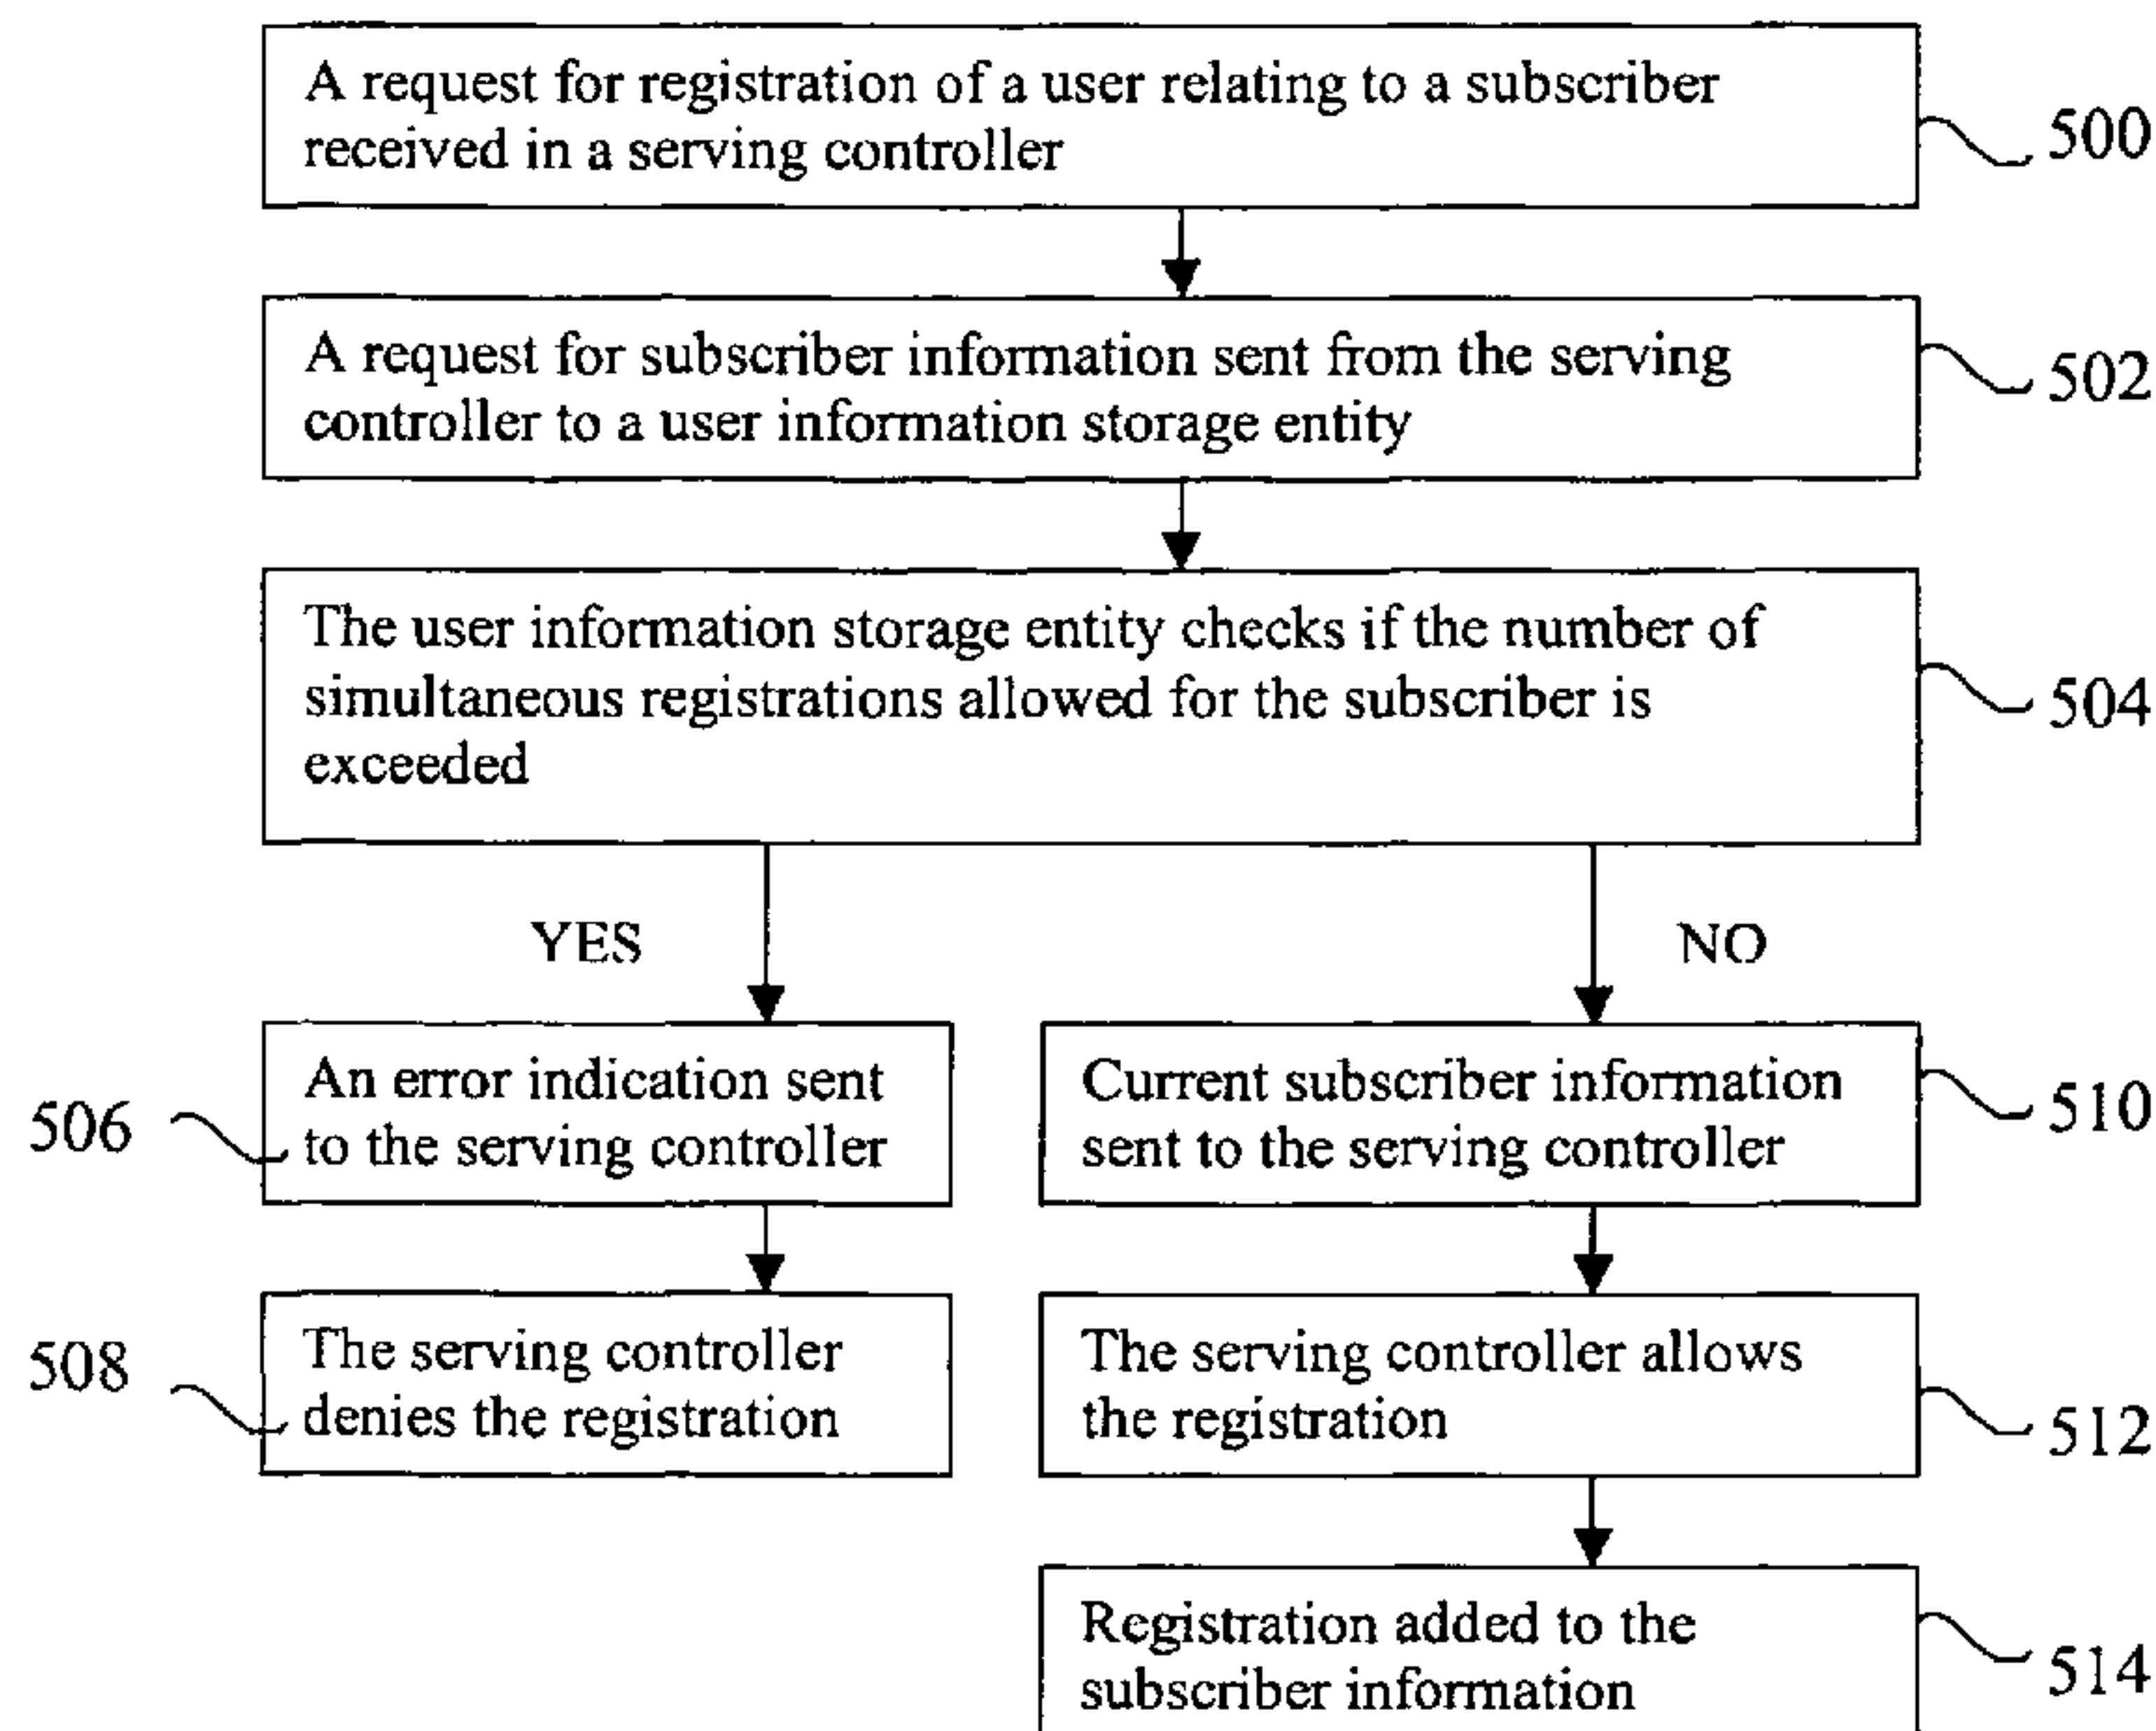 A request for registration of a user relating to a subscriber
received in a serving controller
500
A request for subscriber information sent from the serving
controller to a user information storage entity
502
The user information storage entity checks if the number of
simultaneous registrations allowed for the subscriber is
exceeded
504
YES
NO
506
An error indication sent
to the serving controller
Current subscriber information
sent to the serving controller
510
508
The serving controller
denies the registration
The serving controller allows
the registration
512
Registration added to the
subscriber information
514